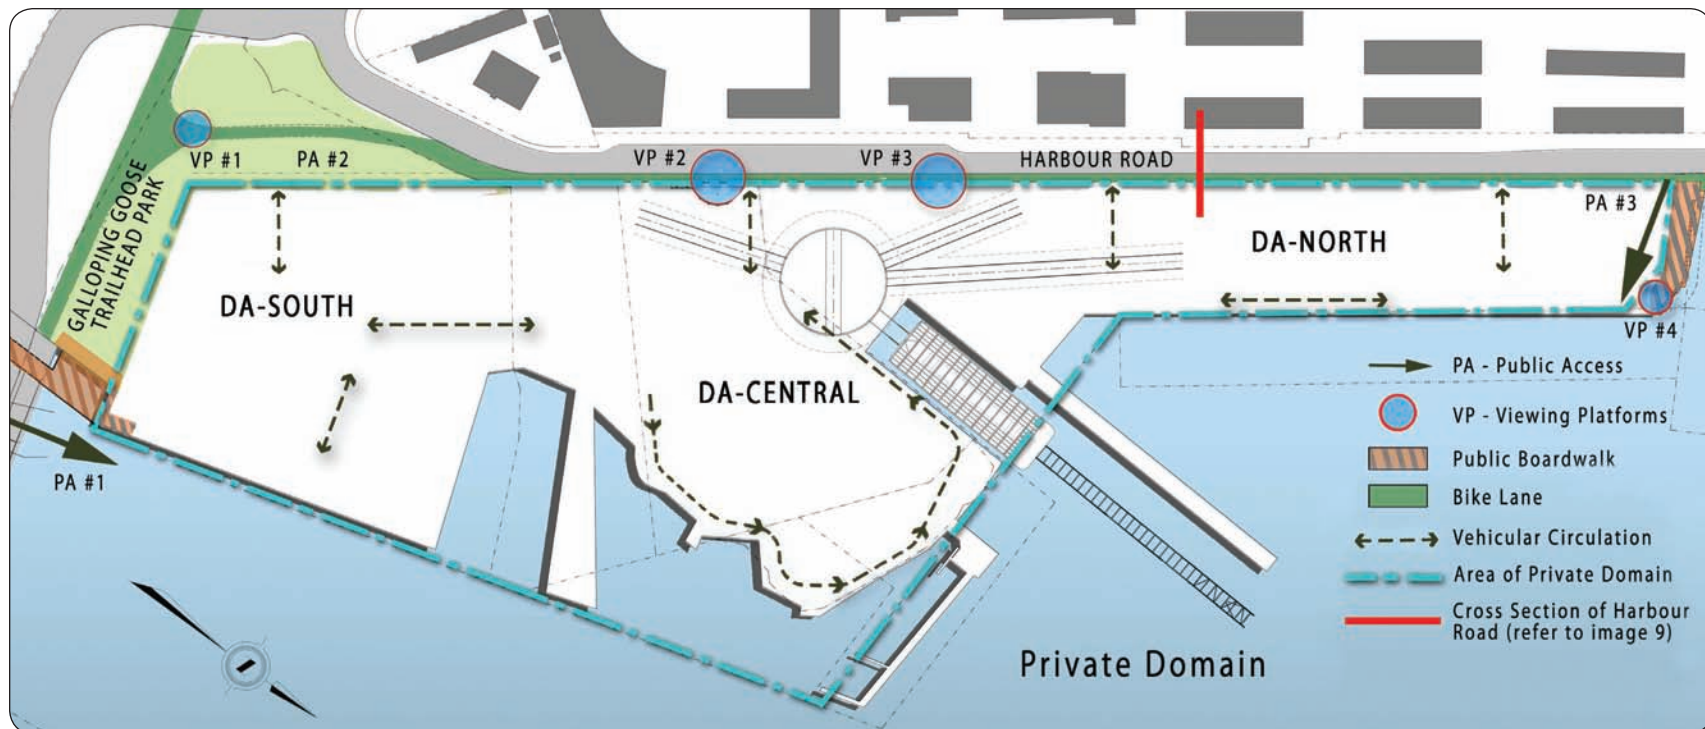 VP #1
PA #2
VP #2
VP #3
HARBOUR ROAD
PA #3
GALLOPING GOOSE
TRAILHEAD PARK
DA-NORTH
DA-SOUTH
VP #4
DA-CENTRAL
PA #1
PA - Public Access
VP - Viewing Platforms
Public Boardwalk
Bike Lane
Vehicular Circulation
Area of Private Domain
Cross Section of Harbour
Road (refer to image 9)
Private Domain